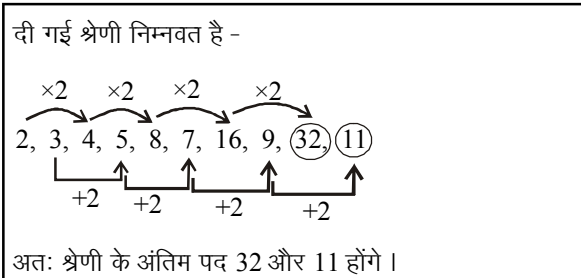 दी गई श्रेणी निम्नवत है -
×2 ×2 ×2 ×2
2, 3, 4, 5, 8, 7, 16, 9, 32, 11
+2 +2 +2 +2
अतः श्रेणी के अंतिम पद 32 और 11 होंगे ।